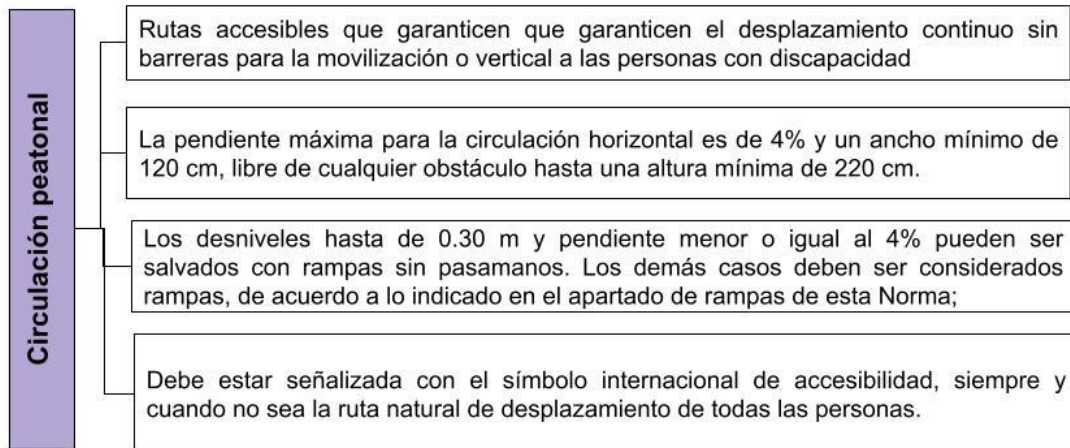 Circulación peatonal
Rutas accesibles que garanticen que garanticen el desplazamiento continuo sin
barreras para la movilización o vertical a las personas con discapacidad
La pendiente máxima para la circulación horizontal es de 4% y un ancho mínimo de
120 cm, libre de cualquier obstáculo hasta una altura mínima de 220 cm.
Los desniveles hasta de 0.30 m y pendiente menor o igual al 4% pueden ser
salvados con rampas sin pasamanos. Los demás casos deben ser considerados
rampas, de acuerdo a lo indicado en el apartado de rampas de esta Norma;
Debe estar señalizada con el símbolo internacional de accesibilidad, siempre y
cuando no sea la ruta natural de desplazamiento de todas las personas.